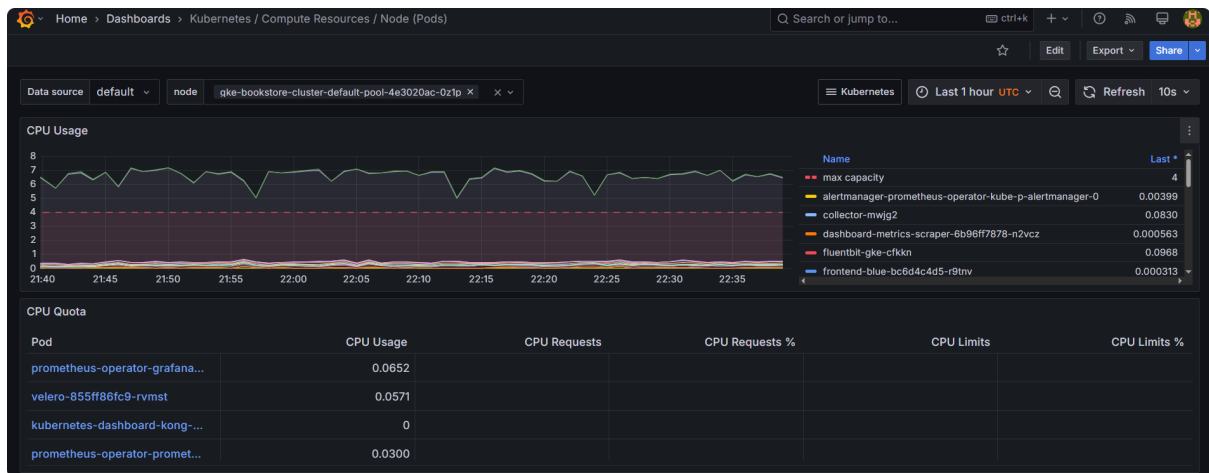 Home › Dashboards › Kubernetes / Compute Resources / Node (Pods)
Search or jump to...
ctrl+k
Edit
Export
Share
Data source
default
node
gke-bookstore-cluster-default-pool-4e3020ac-0z1p
Kubernetes
Last 1 hour UTC
Refresh
10s
CPU Usage
8
7
6
5
4
3
2
1
0
21:40 21:45 21:50 21:55 22:00 22:05 22:10 22:15 22:20 22:25 22:30 22:35
Name Last *
max capacity 4
alertmanager-prometheus-operator-kube-p-alertmanager-0 0.00399
collector-mwjg2 0.0830
dashboard-metrics-scraper-6b96ff7878-n2vcz 0.000563
fluentbit-gke-cfkkn 0.0968
frontend-blue-bc6d4c4d5-r9tnv 0.000313
CPU Quota
Pod CPU Usage CPU Requests CPU Requests % CPU Limits CPU Limits %
prometheus-operator-grafana... 0.0652
velero-855ff86fc9-rvmst 0.0571
kubernetes-dashboard-kong-... 0
prometheus-operator-promet... 0.0300